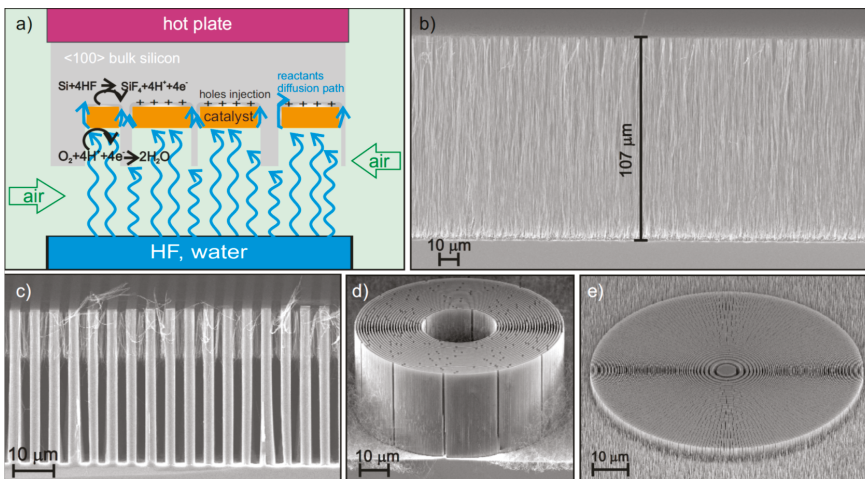 a)
hot plate
<100> bulk silicon
Si+4HF → SiF₄+4H⁺+4e⁻
+ + + +
holes injection
+ + + +
reactants
diffusion path
+ + + +
catalyst
O₂+4H⁺+4e⁻→2H₂O
air
air
HF, water
b)
107 μm
10 μm
c)
10 μm
d)
10 μm
e)
10 μm